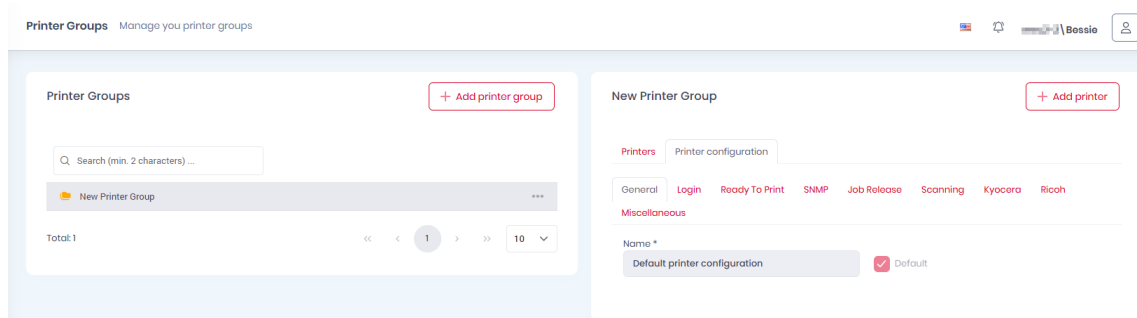 Printer Groups Manage you printer groups
\Bessie
Printer Groups
+ Add printer group
Search (min. 2 characters) ...
New Printer Group
Total: 1
<< < 1 > >> 10
New Printer Group
+ Add printer
Printers Printer configuration
General Login Ready To Print SNMP Job Release Scanning Kyocera Ricoh
Miscellaneous
Name *
Default printer configuration
Default